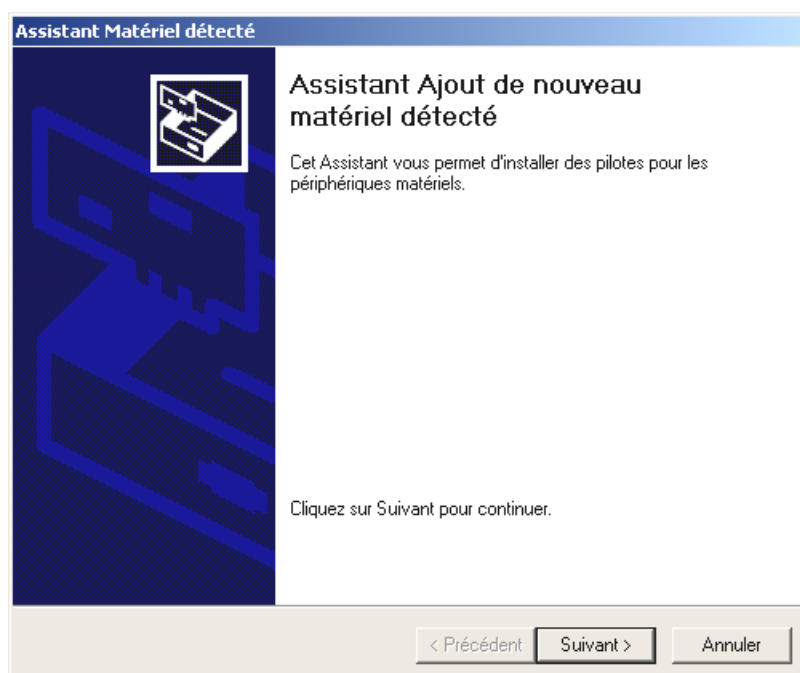 Assistant Matériel détecté
Assistant Ajout de nouveau
matériel détecté
Cet Assistant vous permet d'installer des pilotes pour les
périphériques matériels.
Cliquez sur Suivant pour continuer.
< Précédent Suivant > Annuler